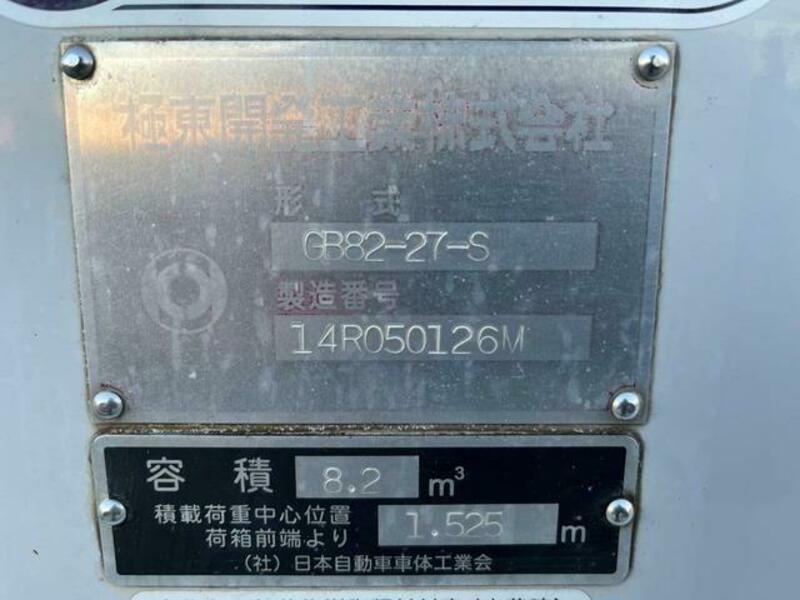 極東開発工業株式会社
形 式
GB82-27-S
製造番号
14R050126M
容 積 8.2 m³
積載荷重中心位置
荷箱前端より 1.525 m
(社)日本自動車車体工業会